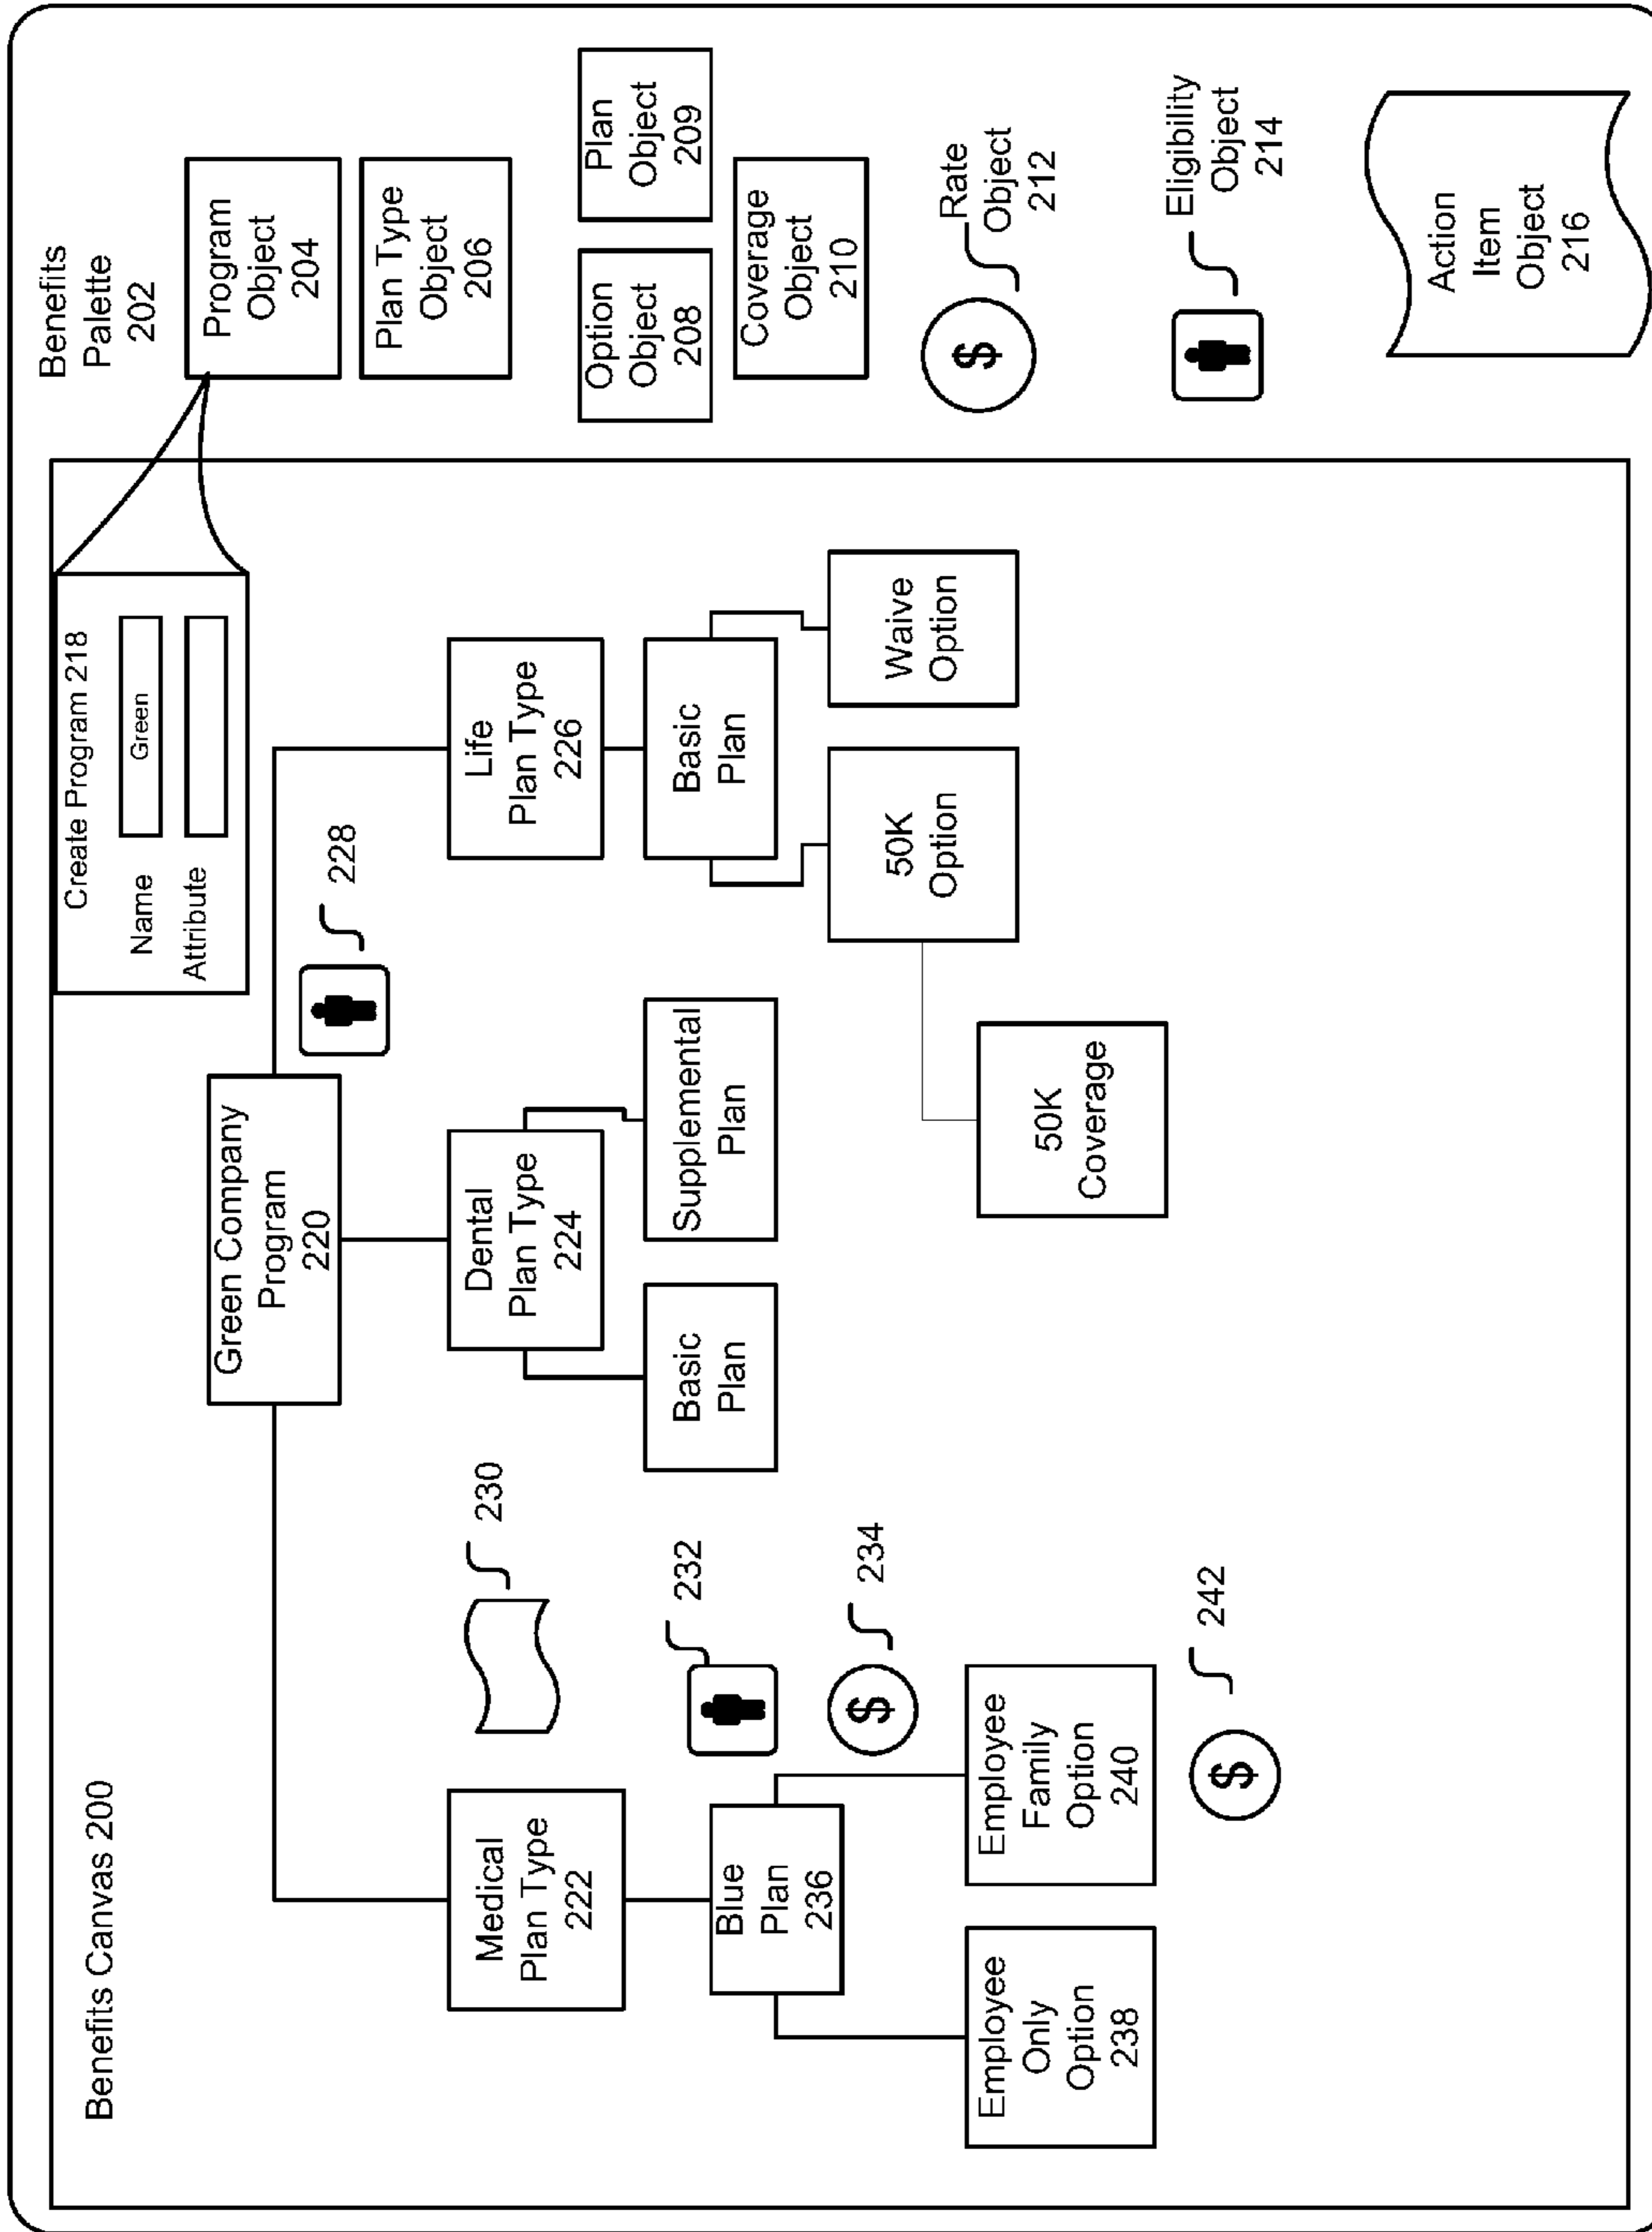 Benefits Canvas 200
Create Program 218
Name
Green
Attribute
Green Company
Program
220
228
Medical
Plan Type
222
230
Dental
Plan Type
224
Life
Plan Type
226
232
Blue
Plan
236
234
Basic
Plan
Supplemental
Plan
Basic
Plan
Employee
Only
Option
238
Employee
Family
Option
240
$
242
$
50K
Option
Waive
Option
50K
Coverage
Benefits
Palette
202
Program
Object
204
Plan Type
Object
206
Option
Object
208
Plan
Object
209
Coverage
Object
210
$
Rate
Object
212
Eligibility
Object
214
Action
Item
Object
216